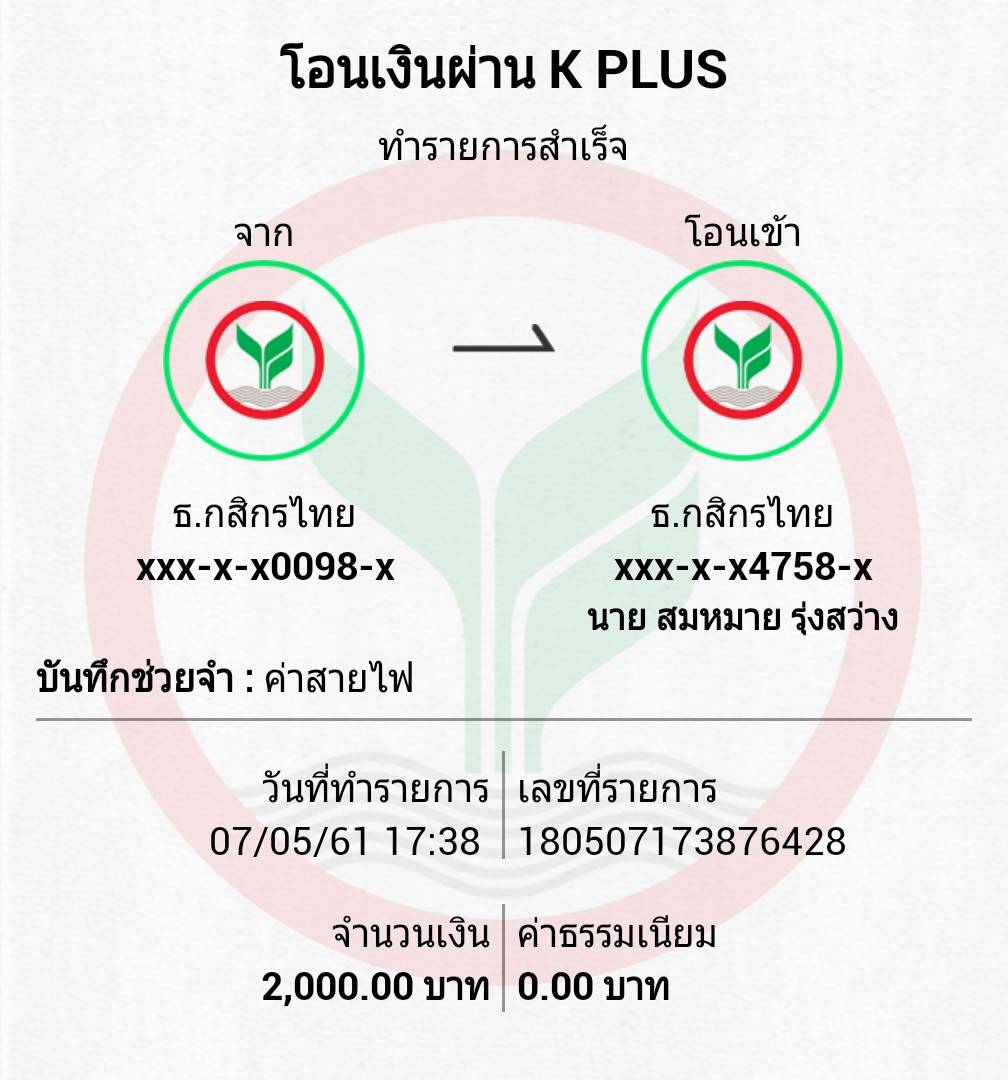 โอนเงินผ่าน K PLUS
ทำรายการสำเร็จ
จาก
โอนเข้า
ธ.กสิกรไทย
xxx-x-x0098-x
ธ.กสิกรไทย
xxx-x-x4758-x
นาย สมหมาย รุ่งสว่าง
บันทึกช่วยจำ : ค่าสายไฟ
วันที่ทำรายการ
07/05/61 17:38
เลขที่รายการ
180507173876428
จำนวนเงิน
2,000.00 บาท
ค่าธรรมเนียม
0.00 บาท